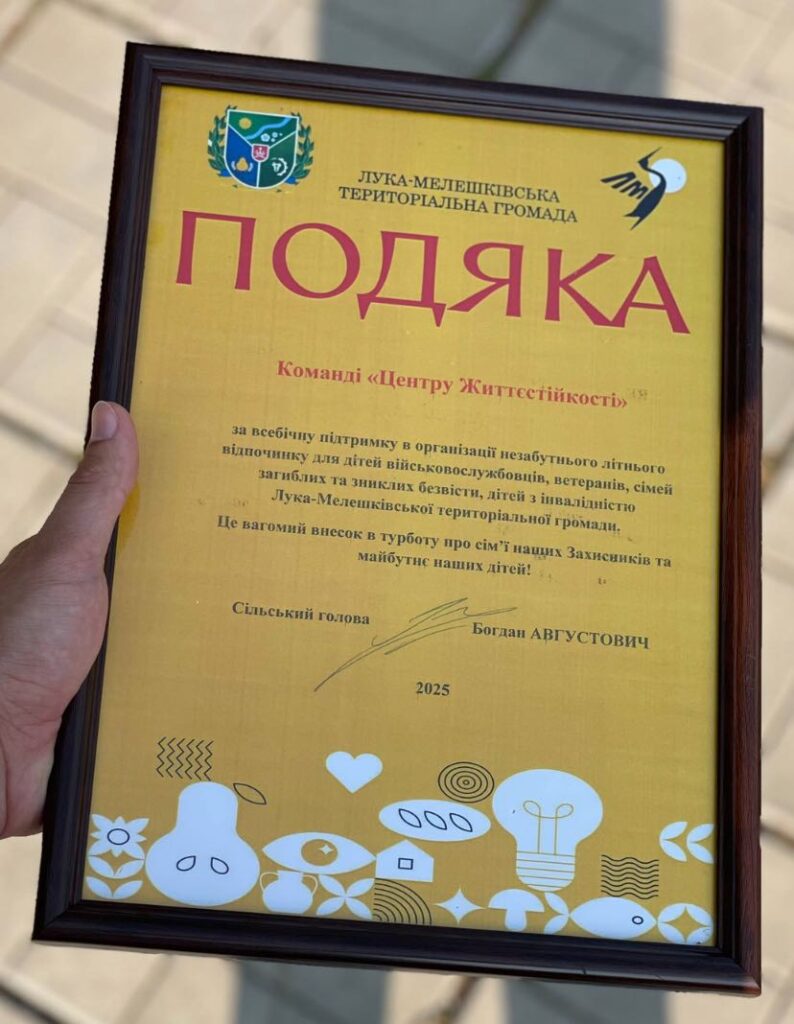 ЛУКА-МЕЛЕШКІВСЬКА
ТЕРИТОРІАЛЬНА ГРОМАДА
ЛМ
ПОДЯКА
Команді «Центру Життєстійкості»
за всебічну підтримку в організації незабутнього літнього
відпочинку для дітей військовослужбовців, ветеранів, сімей
загиблих та зниклих безвісти, дітей з інвалідністю
Лука-Мелешківської територіальної громади.
Це вагомий внесок в турботу про сім’ї наших Захисників та
майбутнє наших дітей!
Сільський голова
Богдан АВГУСТОВИЧ
2025